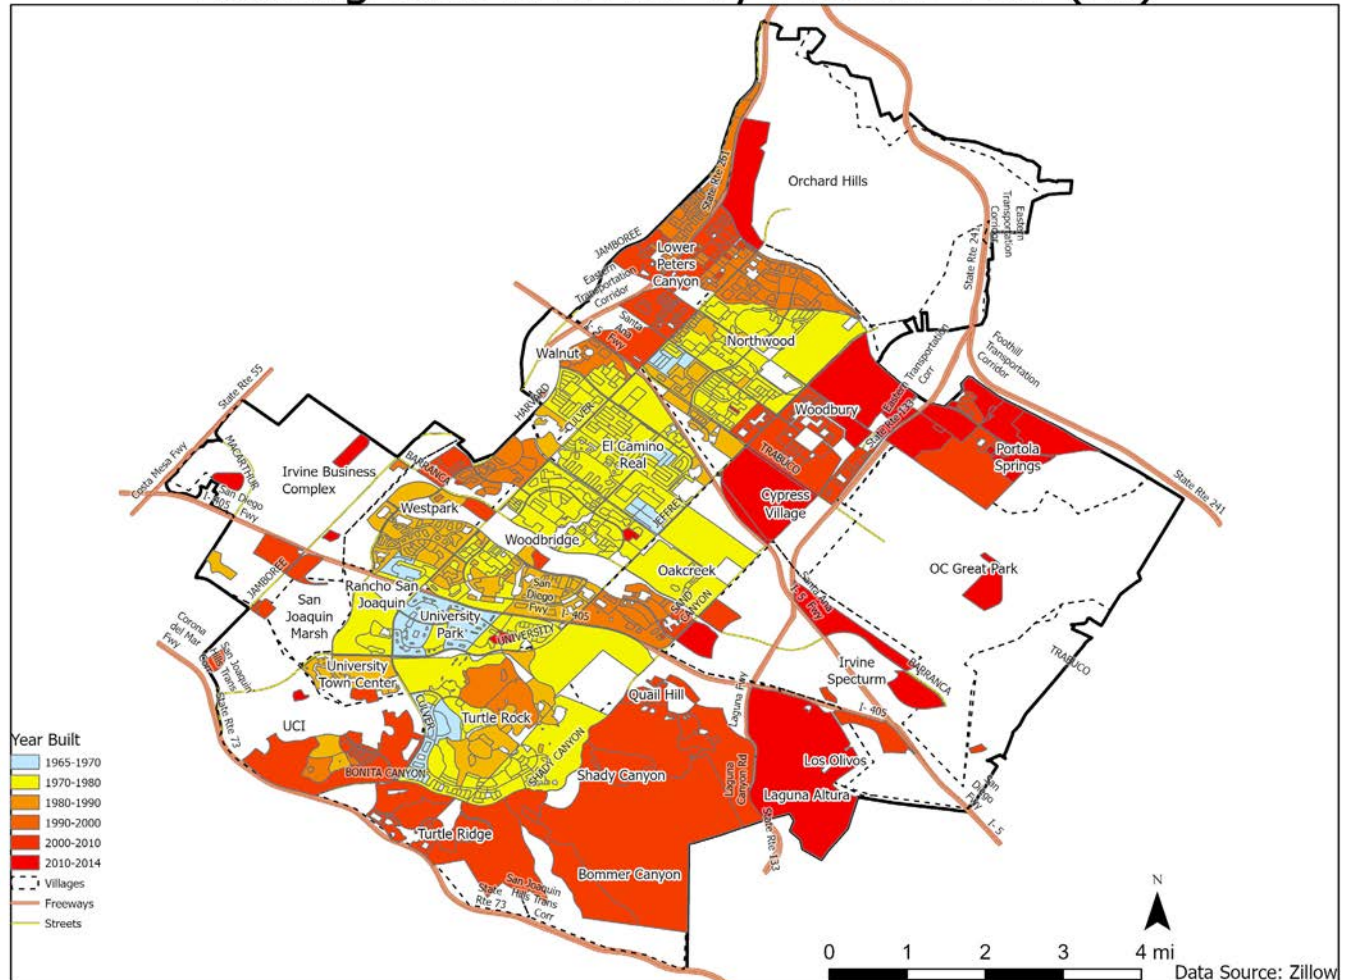 Orchard Hills
State Rte 261
JAMBOREE
Eastern
Transportation
Corridor
Lower
Peters
Canyon
Eastern
Transportation
Corridor
State Rte 241
I- 5
Santa
Ana
Fwy
Walnut
Northwood
Foothill
Transportation
Corridor
Eastern Transportation
Corr
State Rte 133
State Rte 55
HARVARD
CULVER
Woodbury
TRABUCO
El Camino
Real
Portola
Springs
Costa Mesa Fwy
MACARTHUR
Irvine Business
Complex
BARRANCA
San Diego
I- 405 Fwy
Cypress
Village
State Rte 241
Westpark
JEFFREY
Woodbridge
Oakcreek
OC Great Park
JAMBOREE
Rancho San
Joaquin
San
Diego
Fwy
I- 405
SAND
CANYON
Santa Ana
I- 5 Fwy
San
Joaquin
Marsh
University
Park
UNIVERSITY
Corona
del Mar
Fwy
San Joaquin
Hills Trans
Corr
State Rte 73
University
Town Center
Irvine
Specturm
BARRANCA
TRABUCO
Quail Hill
Laguna Fwy
I- 405
UCI
CULVER
Turtle Rock
SHADY CANYON
BONITA CANYON
Shady Canyon
Laguna
Canyon Rd
Los Olivos
Laguna Altura
San
Diego
Fwy
I- 5
State Rte 133
Turtle Ridge
Bommer Canyon
San Joaquin
Hills Trans
Corr
State
Rte 73
Year Built
1965-1970
1970-1980
1980-1990
1990-2000
2000-2010
2010-2014
Villages
Freeways
Streets
N
0 1 2 3 4 mi
Data Source: Zillow